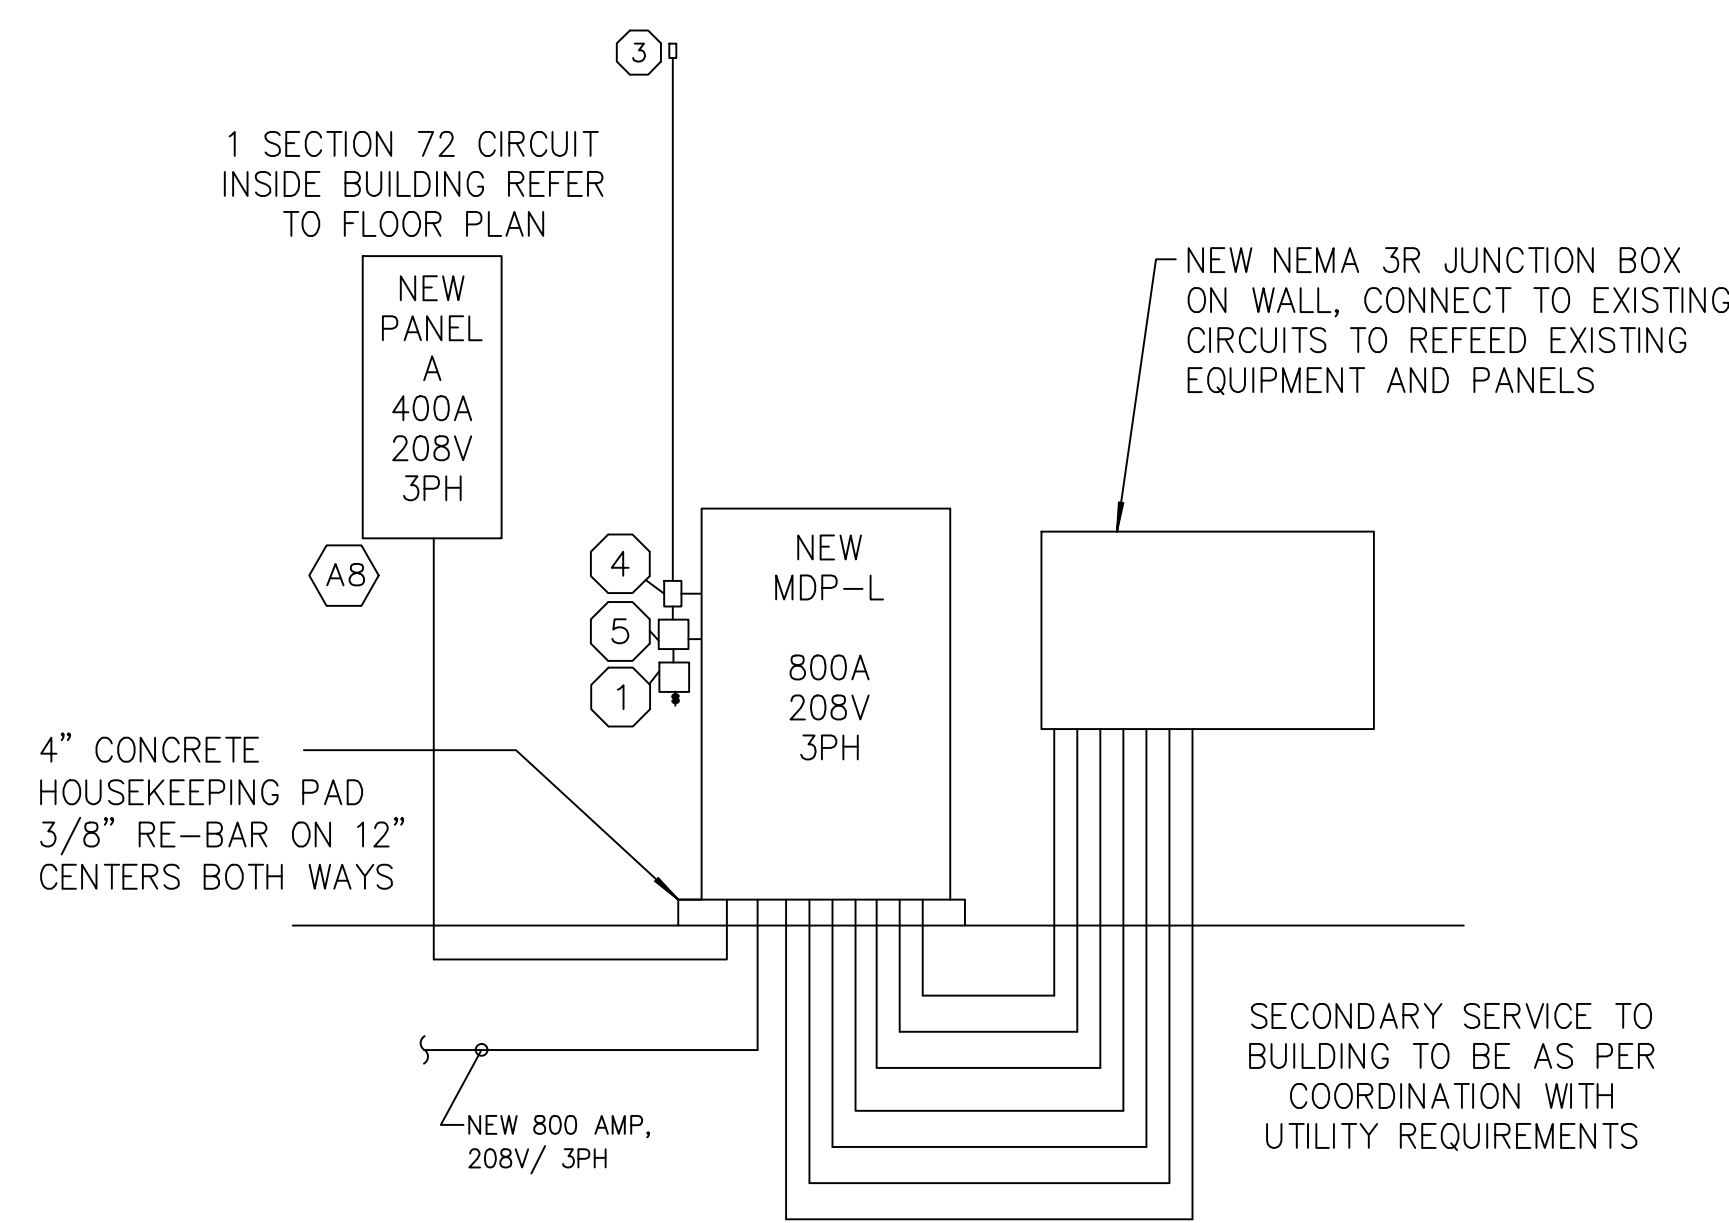 3
1 SECTION 72 CIRCUIT
INSIDE BUILDING REFER
TO FLOOR PLAN
NEW
PANEL
A
400A
208V
3PH
A8
NEW NEMA 3R JUNCTION BOX
ON WALL, CONNECT TO EXISTING
CIRCUITS TO REFEED EXISTING
EQUIPMENT AND PANELS
4
5
1
NEW
MDP-L
800A
208V
3PH
4” CONCRETE
HOUSEKEEPING PAD
3/8” RE-BAR ON 12”
CENTERS BOTH WAYS
NEW 800 AMP,
208V/ 3PH
SECONDARY SERVICE TO
BUILDING TO BE AS PER
COORDINATION WITH
UTILITY REQUIREMENTS